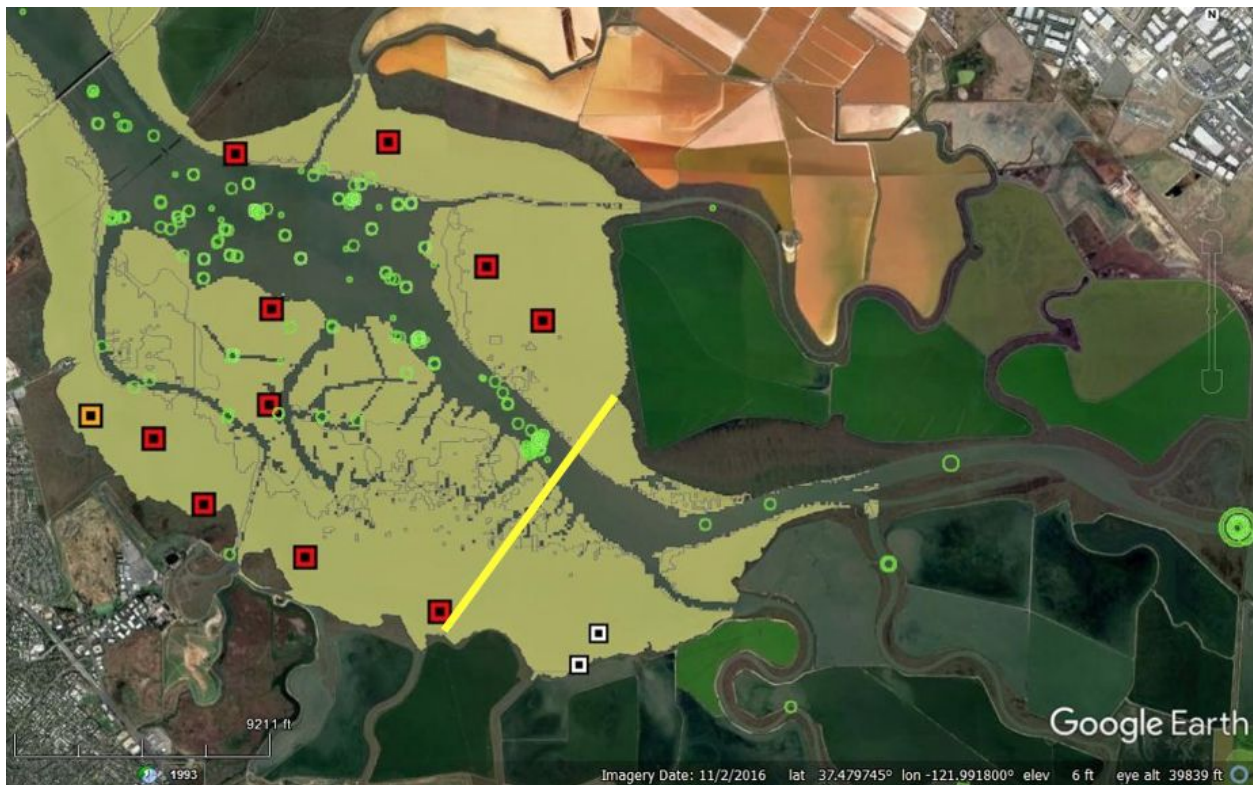 N
9211 ft
Google Earth
1993
Imagery Date: 11/2/2016 lat 37.479745° lon -121.991800° elev 6 ft eye alt 39839 ft